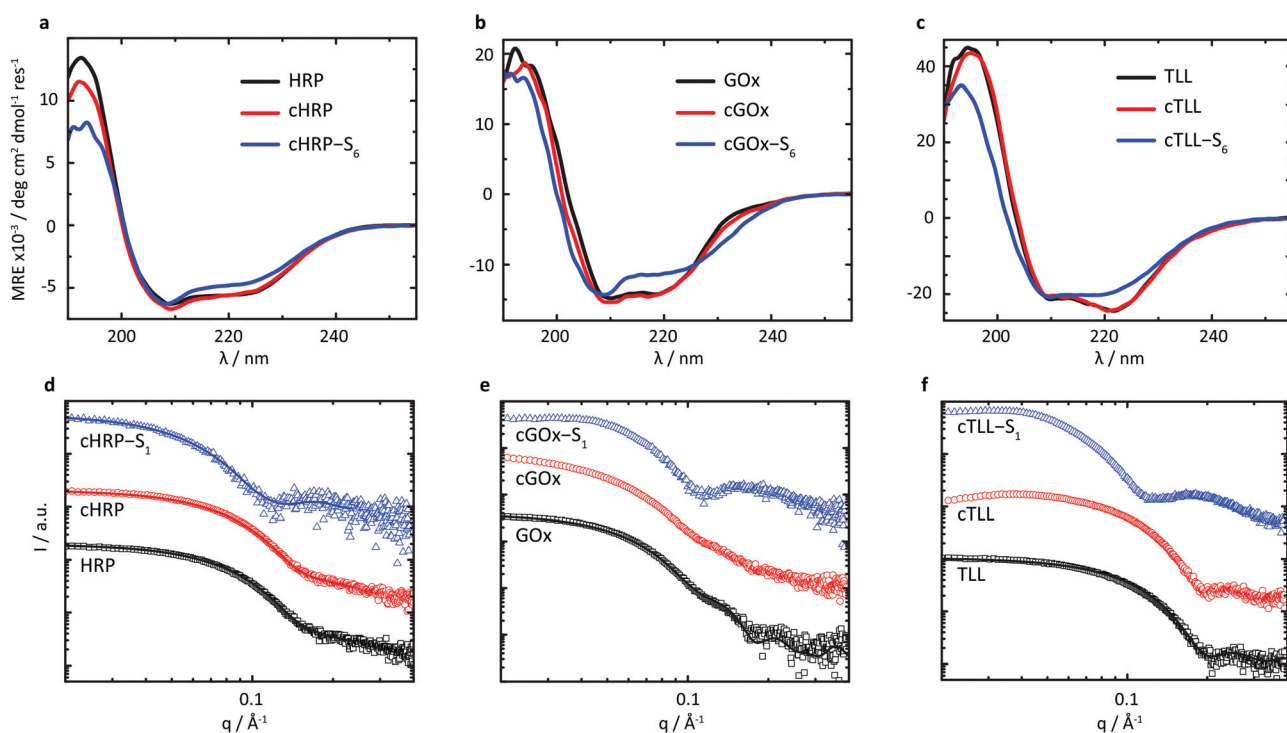 a
MRE x10⁻³ / deg cm² dmol⁻¹ res⁻¹
10
5
0
-5
HRP
cHRP
cHRP–S₆
200
220
240
λ / nm
b
20
10
0
-10
GOx
cGOx
cGOx–S₆
200
220
240
λ / nm
c
40
20
0
-20
TLL
cTLL
cTLL–S₆
200
220
240
λ / nm
d
I / a.u.
cHRP–S₁
cHRP
HRP
0.1
q / Å⁻¹
e
cGOx–S₁
cGOx
GOx
0.1
q / Å⁻¹
f
cTLL–S₁
cTLL
TLL
0.1
q / Å⁻¹